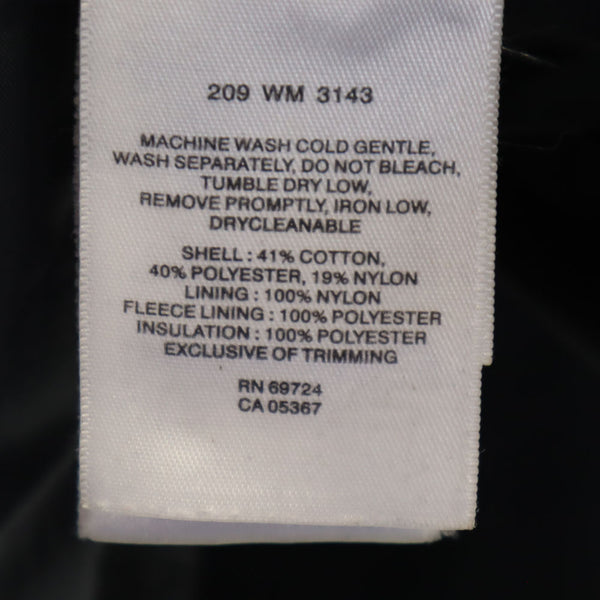 209 WM 3143
MACHINE WASH COLD GENTLE,
WASH SEPARATELY, DO NOT BLEACH,
TUMBLE DRY LOW,
REMOVE PROMPTLY, IRON LOW,
DRYCLEANABLE
SHELL : 41% COTTON,
40% POLYESTER, 19% NYLON
LINING : 100% NYLON
FLEECE LINING : 100% POLYESTER
INSULATION : 100% POLYESTER
EXCLUSIVE OF TRIMMING
RN 69724
CA 05367